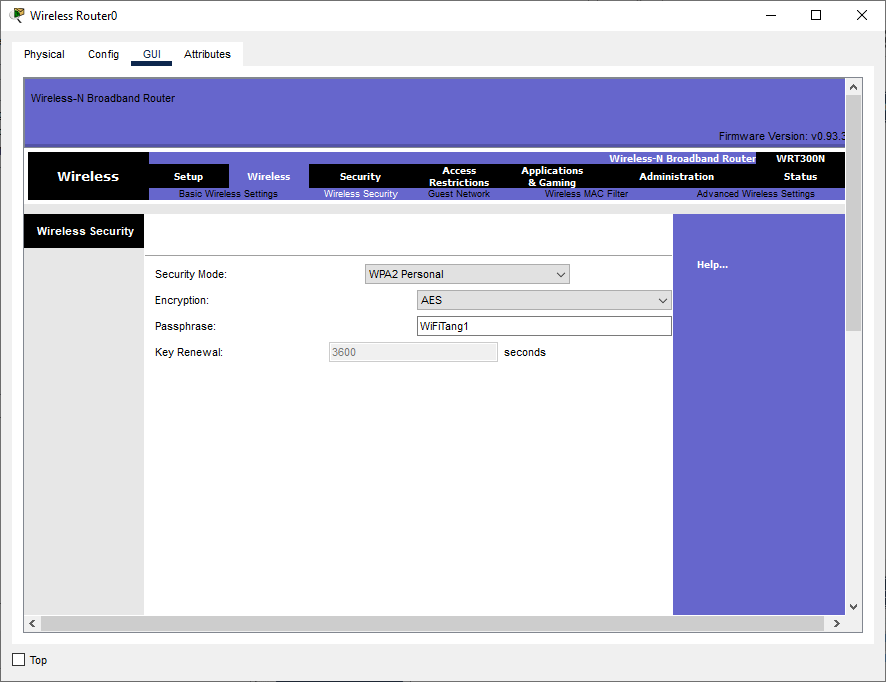 Wireless Router0
Physical Config GUI Attributes
Wireless-N Broadband Router
Firmware Version: v0.93.3
Wireless-N Broadband Router WRT300N
Wireless
Setup Wireless Security Access Restrictions Applications & Gaming Administration Status
Basic Wireless Settings Wireless Security Guest Network Wireless MAC Filter Advanced Wireless Settings
Wireless Security
Help...
Security Mode: WPA2 Personal
Encryption: AES
Passphrase: WiFiTang1
Key Renewal: 3600 seconds
Top